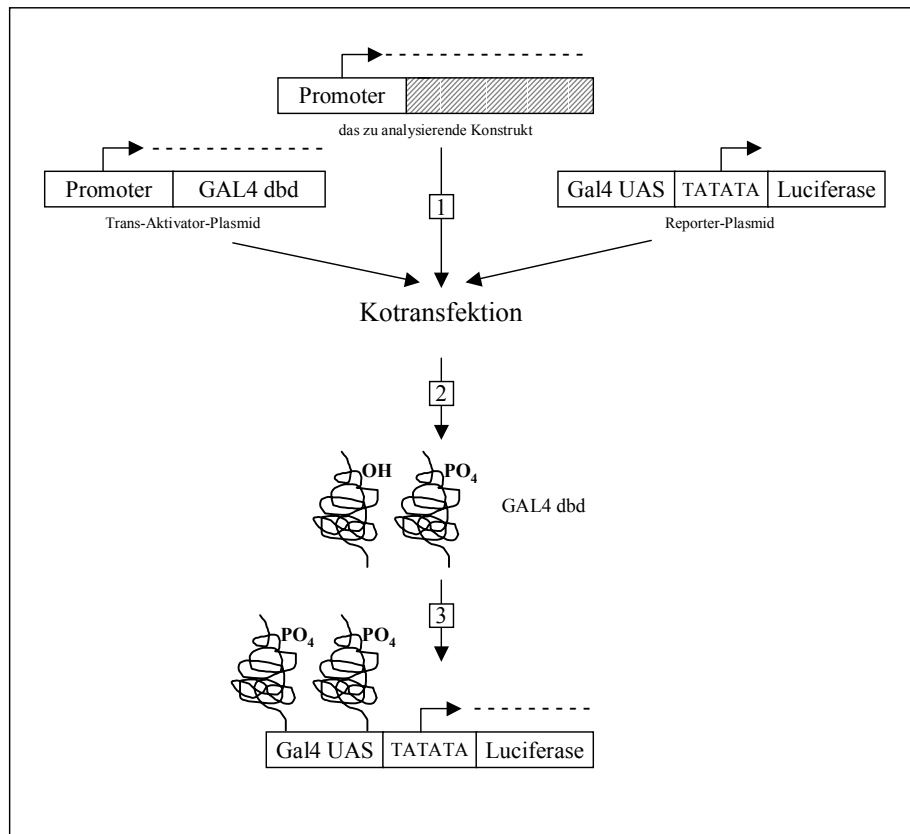 Promoter
das zu analysierende Konstrukt
Promoter GAL4 dbd
Trans-Aktivator-Plasmid
1
Gal4 UAS TATATA Luciferase
Reporter-Plasmid
Kotransfektion
2
OH PO4
GAL4 dbd
3
PO4 PO4
Gal4 UAS TATATA Luciferase